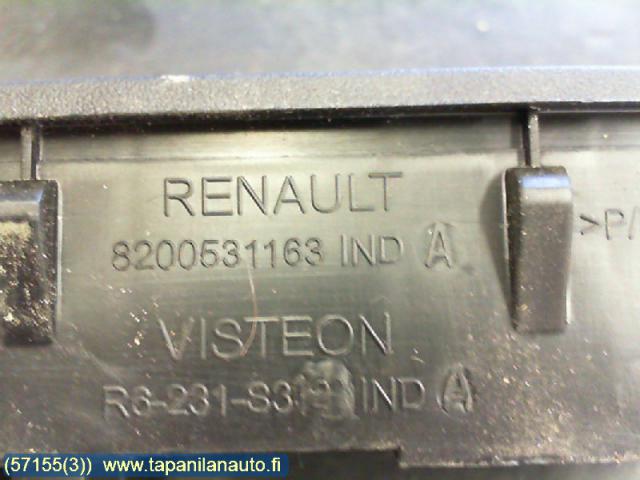 RENAULT
8200531163 IND A
>P/
VISTEON
IND A
(57155(3)) www.tapanilanauto.fi